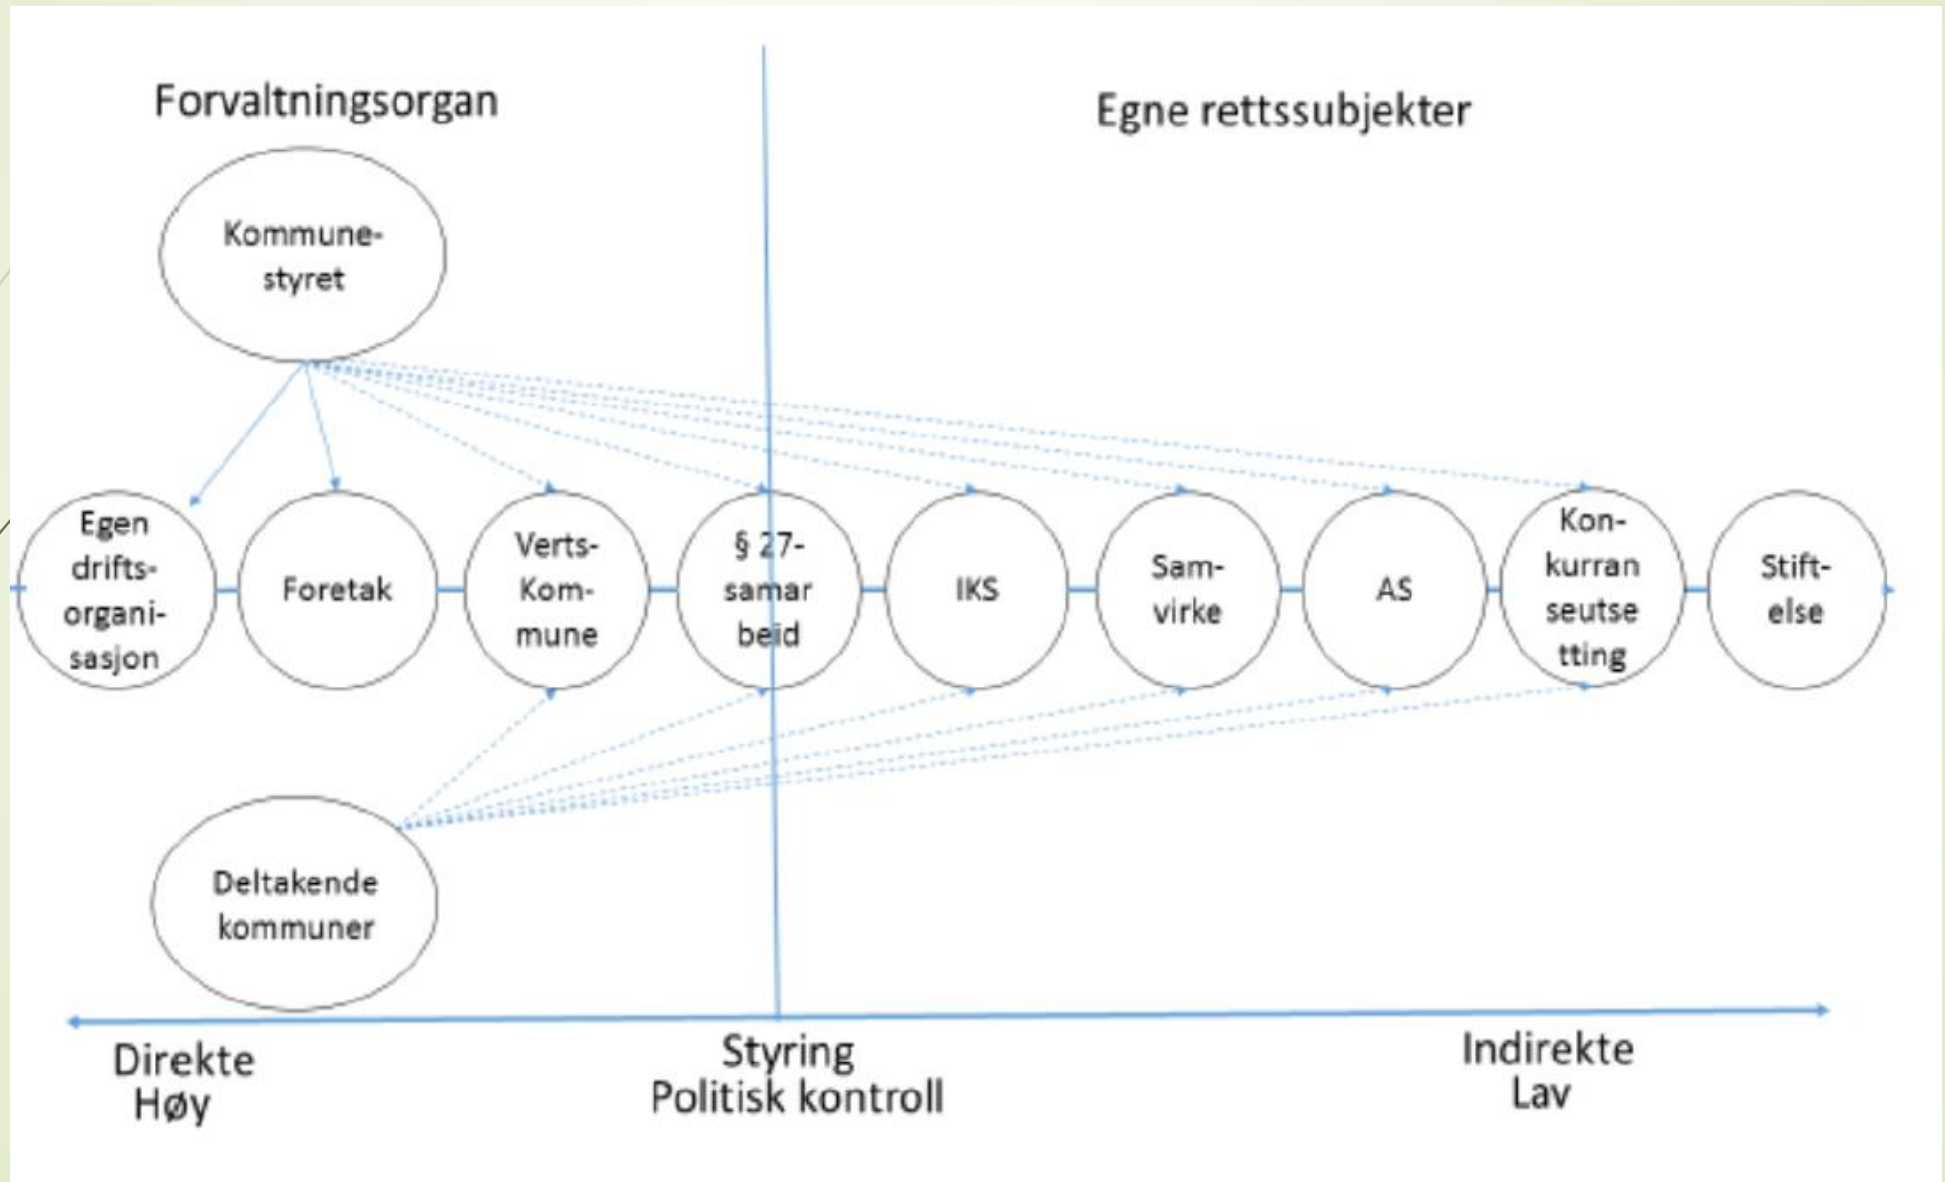 Forvaltningsorgan
Egne rettssubjekter
Kommune-
styret
Egen
drifts-
organi-
sasjon
Foretak
Verts-
Kom-
mune
§ 27-
samar
beid
IKS
Sam-
virke
AS
Kon-
kurran
seutse
tting
Stift-
else
Deltakende
kommuner
Direkte
Høy
Styring
Politisk kontroll
Indirekte
Lav